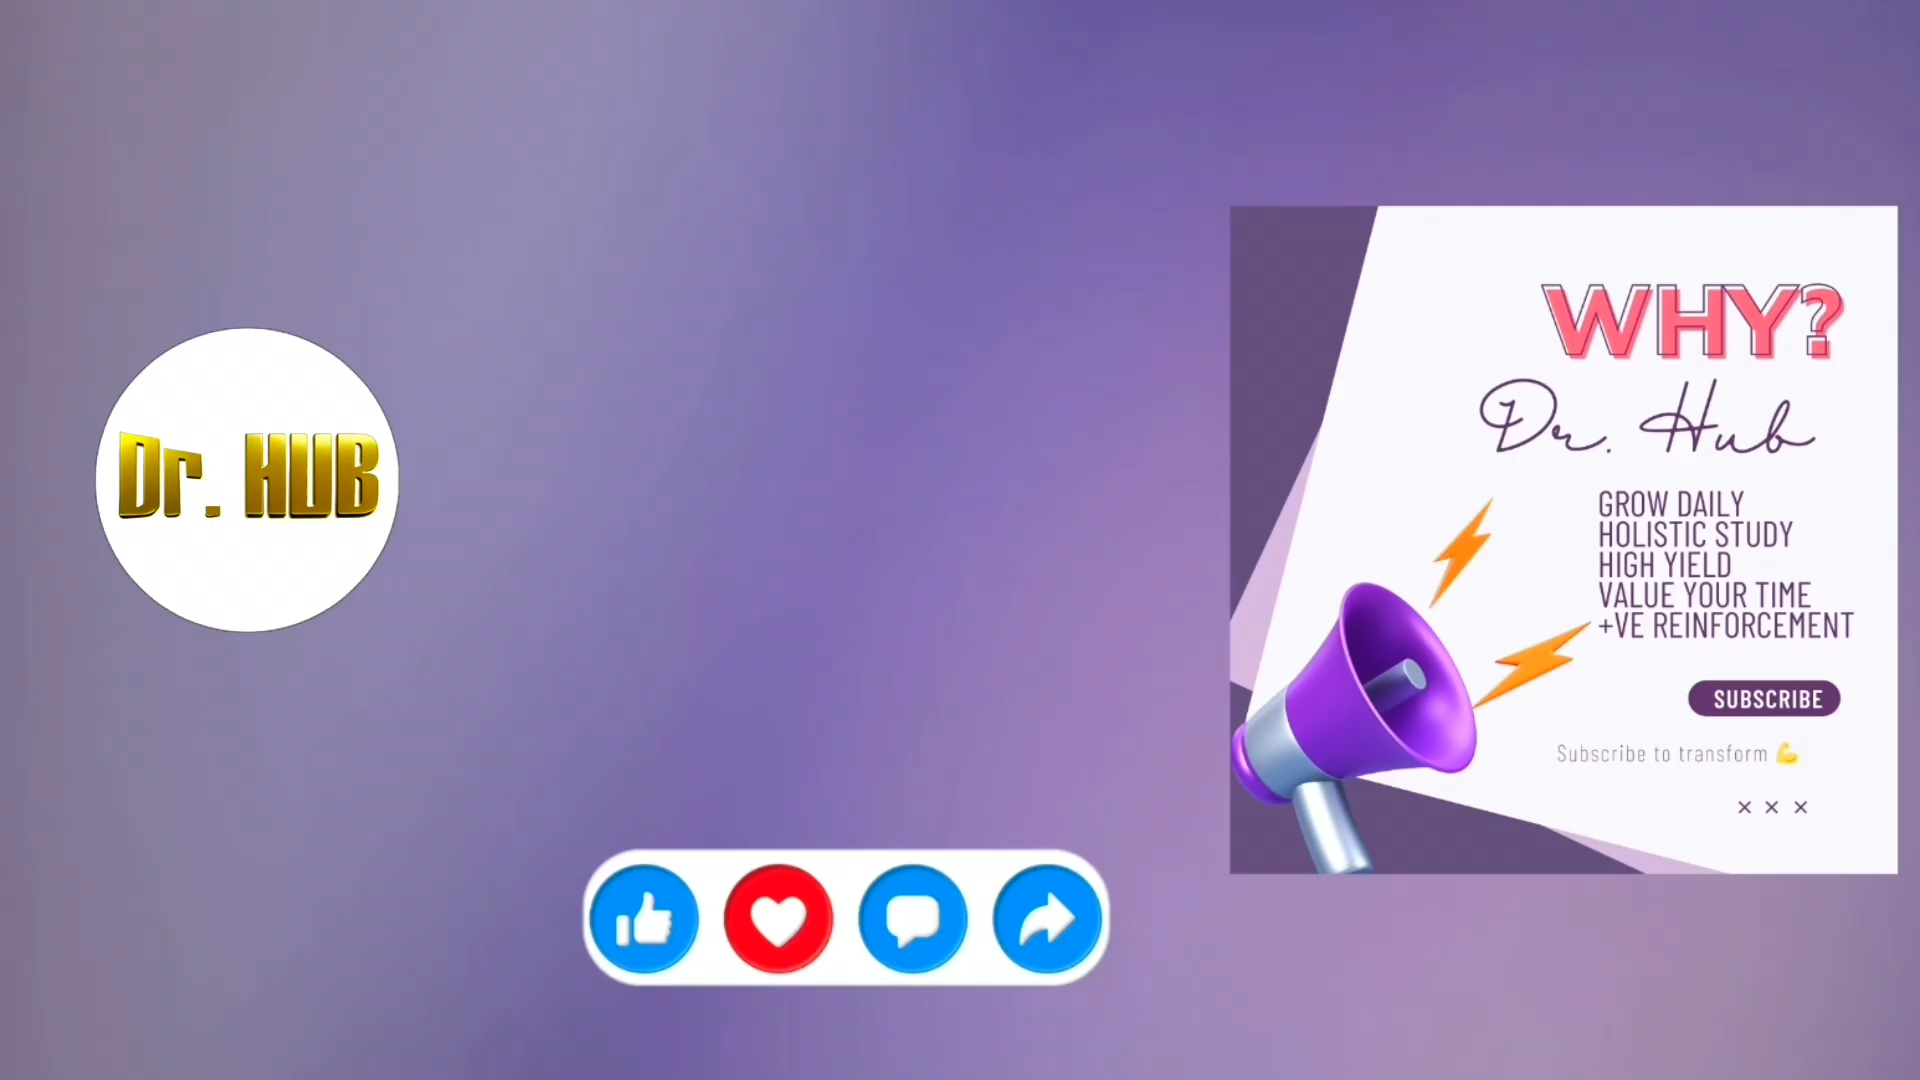 Dr. HUB
WHY?
Dr. Hub
GROW DAILY
HOLISTIC STUDY
HIGH YIELD
VALUE YOUR TIME
+VE REINFORCEMENT
SUBSCRIBE
Subscribe to transform 💪
× × ×